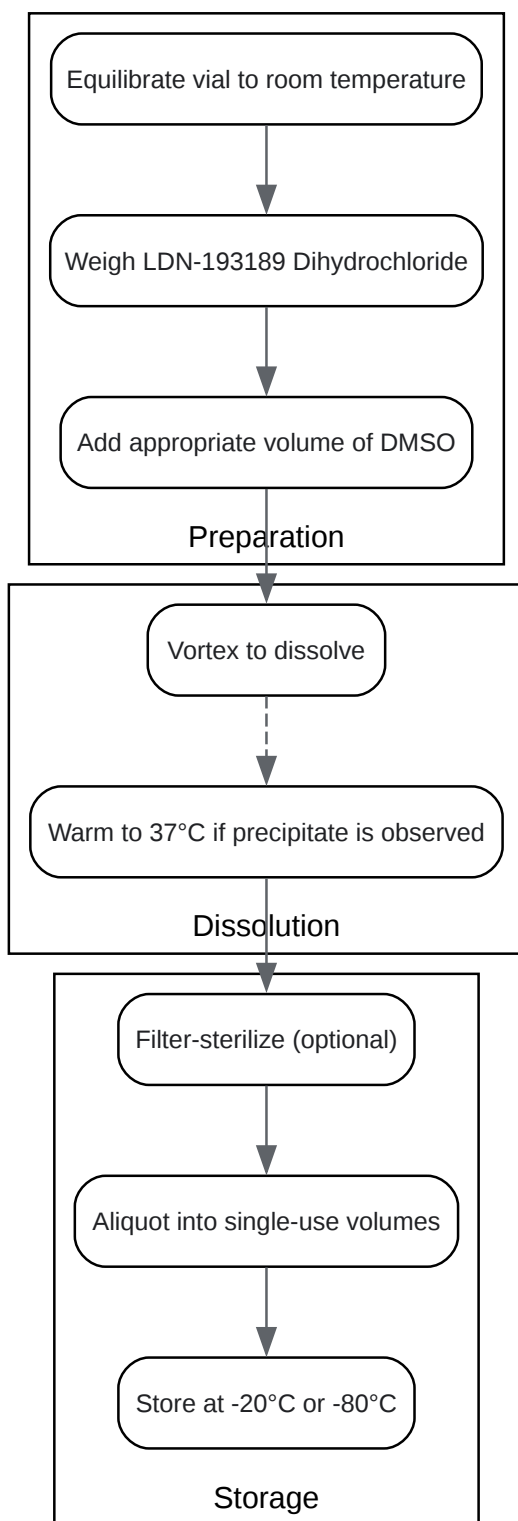 Equilibrate vial to room temperature
Weigh LDN-193189 Dihydrochloride
Add appropriate volume of DMSO
Preparation
Vortex to dissolve
Warm to 37°C if precipitate is observed
Dissolution
Filter-sterilize (optional)
Aliquot into single-use volumes
Store at -20°C or -80°C
Storage